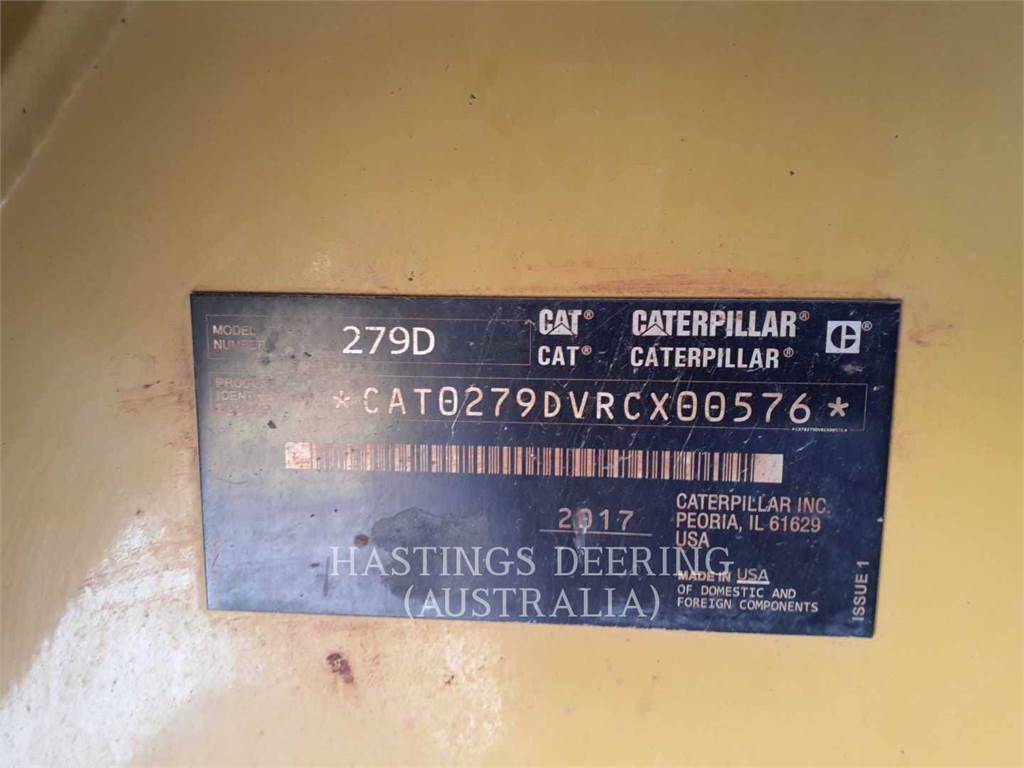 MODEL
NUMBER
279D
CAT® CATERPILLAR® ®
CAT® CATERPILLAR®
*CAT0279DVRCX00576*
*CAT0279DVRCX00576*
2017
CATERPILLAR INC.
PEORIA, IL 61629
USA
MADE IN USA
OF DOMESTIC AND
FOREIGN COMPONENTS
ISSUE 1
HASTINGS DEERING
(AUSTRALIA)